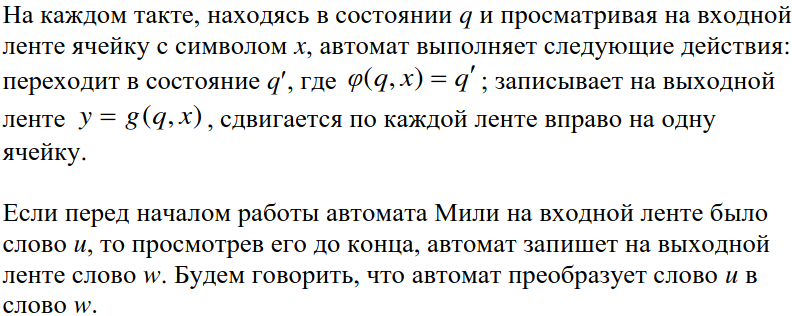 На каждом такте, находясь в состоянии q и просматривая на входной
ленте ячейку с символом x, автомат выполняет следующие действия:
переходит в состояние q′, где φ(q, x) = q′ ; записывает на выходной
ленте y = g(q, x) , сдвигается по каждой ленте вправо на одну
ячейку.
Если перед началом работы автомата Мили на входной ленте было
слово u, то просмотрев его до конца, автомат запишет на выходной
ленте слово w. Будем говорить, что автомат преобразует слово u в
слово w.